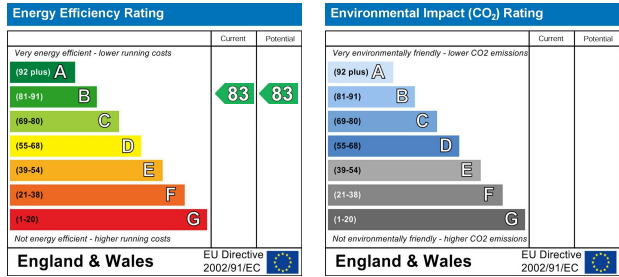 Energy Efficiency Rating
Current Potential
Very energy efficient - lower running costs
(92 plus) A
(81-91) B 83 83
(69-80) C
(55-68) D
(39-54) E
(21-38) F
(1-20) G
Not energy efficient - higher running costs
England & Wales
EU Directive
2002/91/EC
Environmental Impact (CO₂) Rating
Current Potential
Very environmentally friendly - lower CO2 emissions
(92 plus) A
(81-91) B
(69-80) C
(55-68) D
(39-54) E
(21-38) F
(1-20) G
Not environmentally friendly - higher CO2 emissions
England & Wales
EU Directive
2002/91/EC